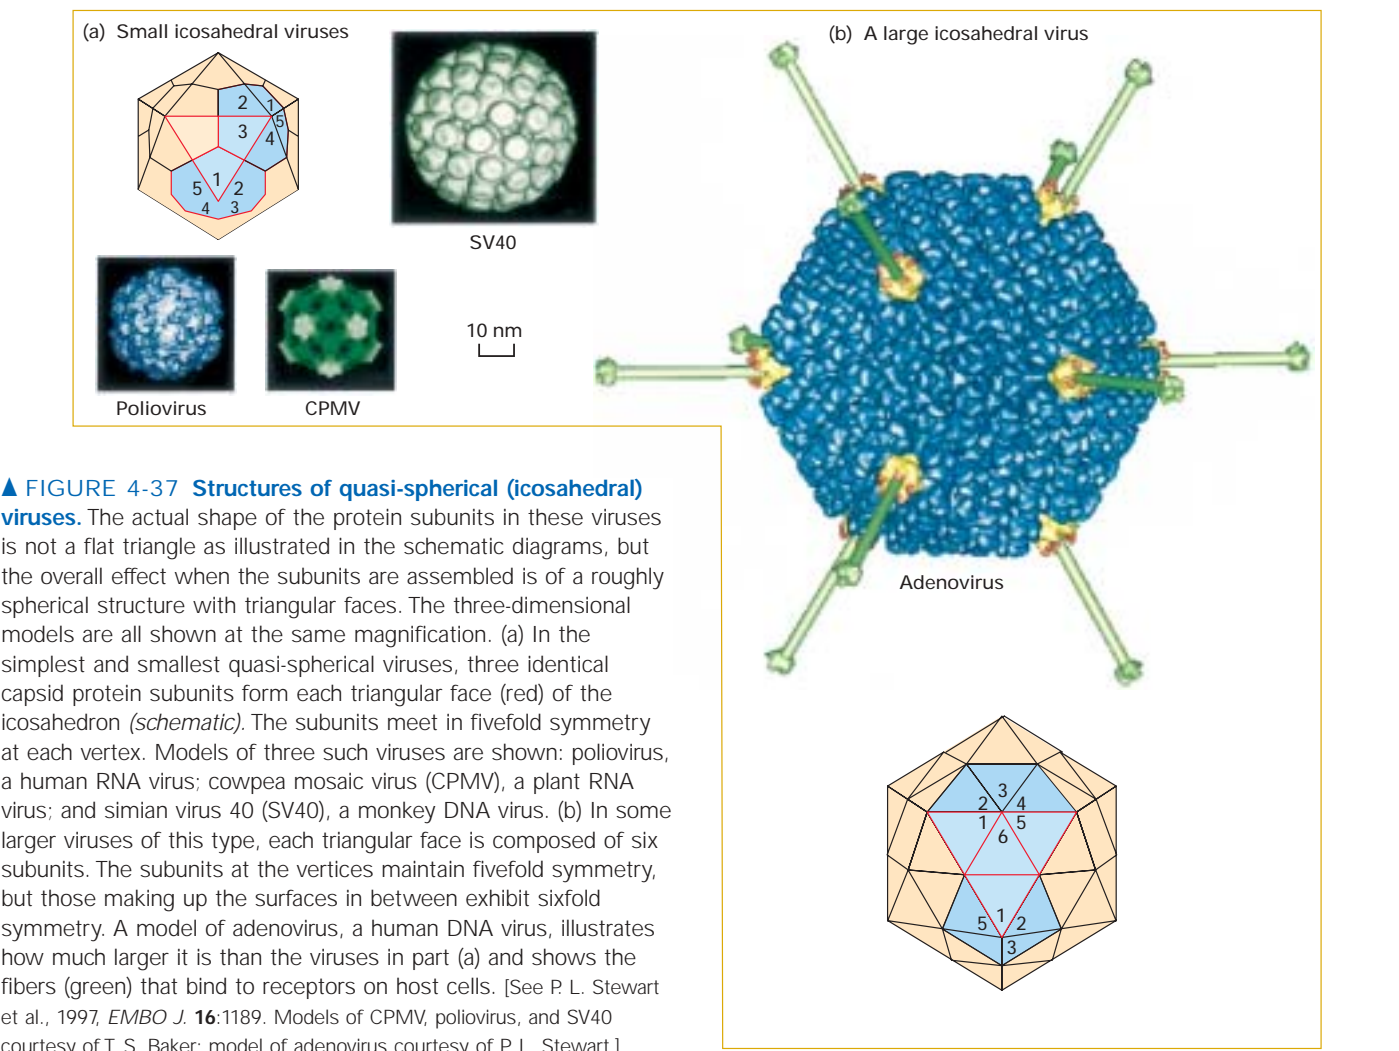 (a) Small icosahedral viruses
2
1
5
3
4
1
5
2
4
3
SV40
Poliovirus
CPMV
10 nm
(b) A large icosahedral virus
Adenovirus
3
2
4
1
5
6
1
5
2
3
▲ FIGURE 4-37 Structures of quasi-spherical (icosahedral)
viruses. The actual shape of the protein subunits in these viruses
is not a flat triangle as illustrated in the schematic diagrams, but
the overall effect when the subunits are assembled is of a roughly
spherical structure with triangular faces. The three-dimensional
models are all shown at the same magnification. (a) In the
simplest and smallest quasi-spherical viruses, three identical
capsid protein subunits form each triangular face (red) of the
icosahedron (schematic). The subunits meet in fivefold symmetry
at each vertex. Models of three such viruses are shown: poliovirus,
a human RNA virus; cowpea mosaic virus (CPMV), a plant RNA
virus; and simian virus 40 (SV40), a monkey DNA virus. (b) In some
larger viruses of this type, each triangular face is composed of six
subunits. The subunits at the vertices maintain fivefold symmetry,
but those making up the surfaces in between exhibit sixfold
symmetry. A model of adenovirus, a human DNA virus, illustrates
how much larger it is than the viruses in part (a) and shows the
fibers (green) that bind to receptors on host cells. [See P. L. Stewart
et al., 1997, EMBO J. 16:1189. Models of CPMV, poliovirus, and SV40
courtesy of T. S. Baker; model of adenovirus courtesy of P. L. Stewart.]